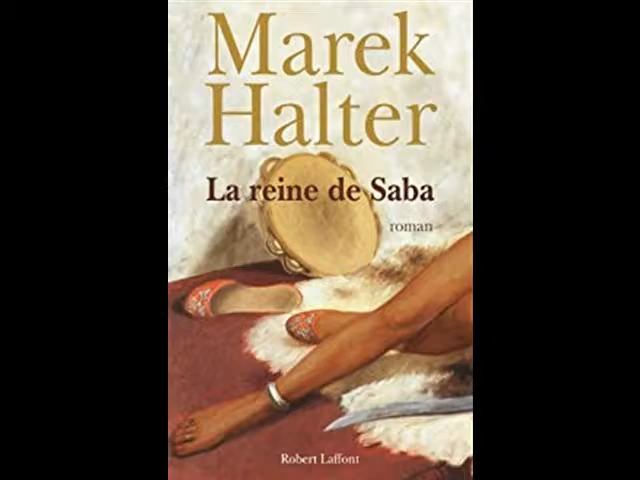 Marek
Halter
La reine de Saba
roman
Robert Laffont